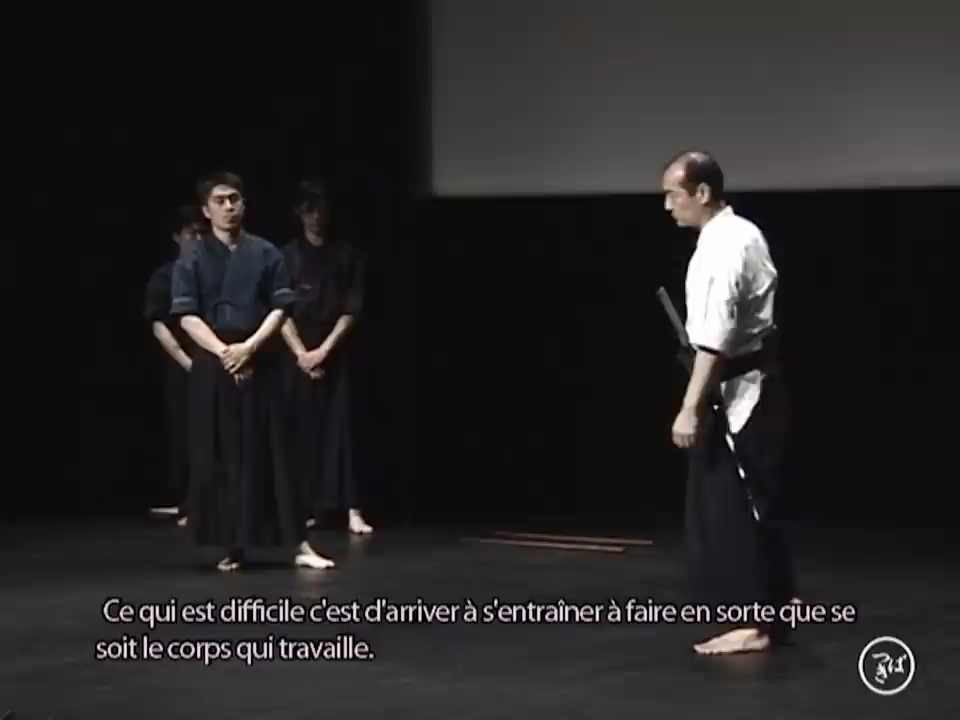 Ce qui est difficile c'est d'arriver à s'entraîner à faire en sorte que se
soit le corps qui travaille.